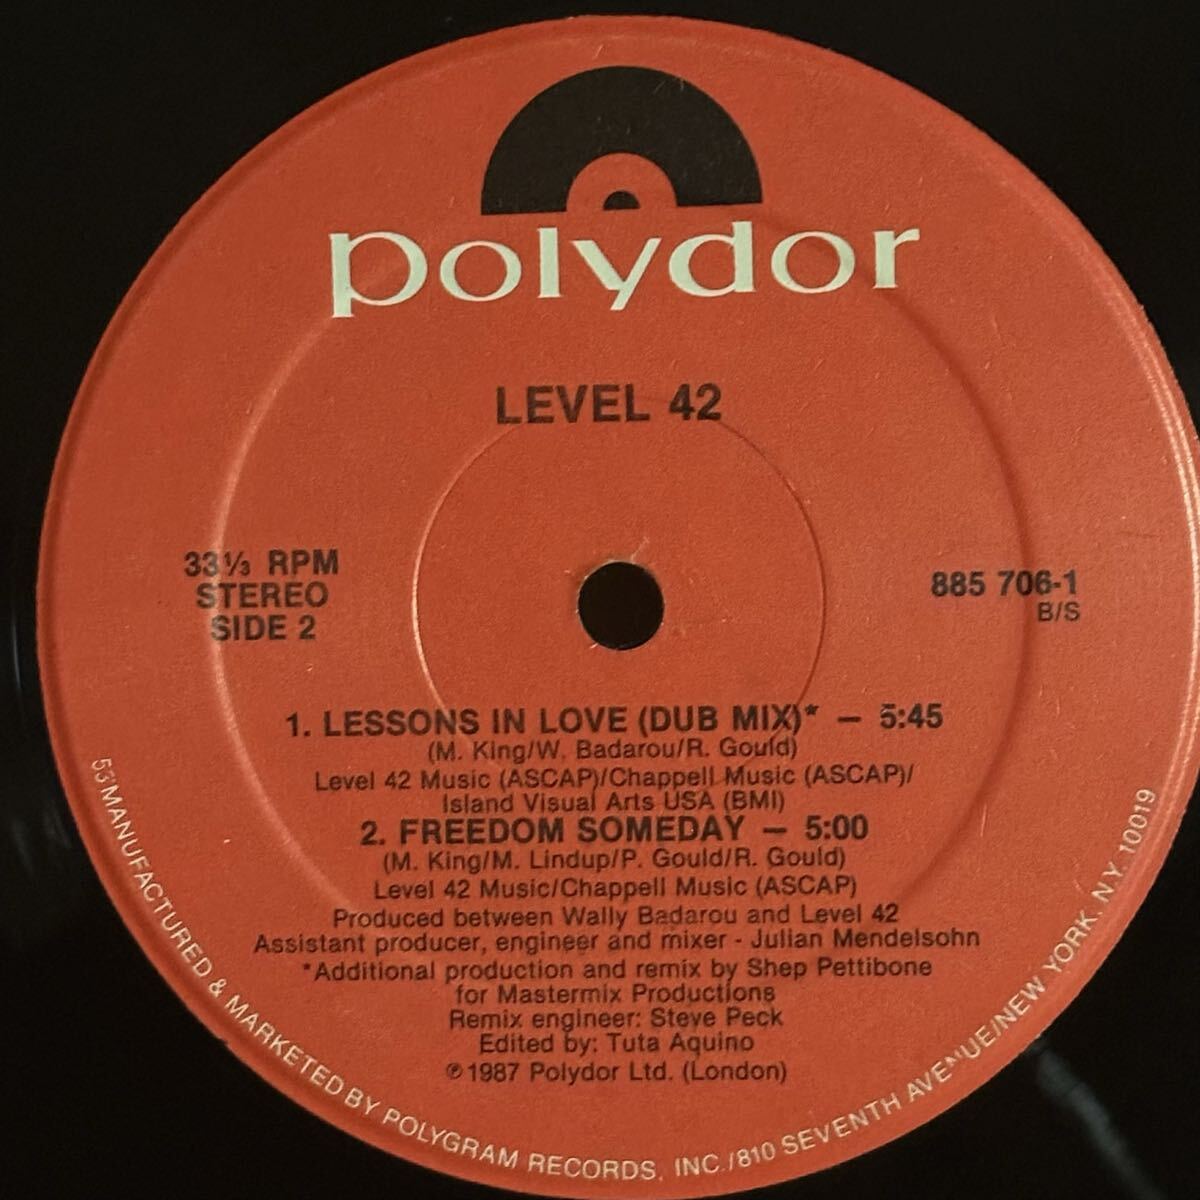 polydor
LEVEL 42
33⅓ RPM
STEREO
SIDE 2
885 706-1
B/S
1. LESSONS IN LOVE (DUB MIX)* — 5:45
(M. King/W. Badarou/R. Gould)
Level 42 Music (ASCAP)/Chappell Music (ASCAP)/
Island Visual Arts USA (BMI)
2. FREEDOM SOMEDAY — 5:00
(M. King/M. Lindup/P. Gould/R. Gould)
Level 42 Music/Chappell Music (ASCAP)
Produced between Wally Badarou and Level 42
Assistant producer, engineer and mixer - Julian Mendelsohn
*Additional production and remix by Shep Pettibone
for Mastermix Productions
Remix engineer: Steve Peck
Edited by: Tuta Aquino
℗ 1987 Polydor Ltd. (London)
53'MANUFACTURED & MARKETED BY POLYGRAM RECORDS, INC./810 SEVENTH AVENUE/NEW YORK, N.Y. 10019